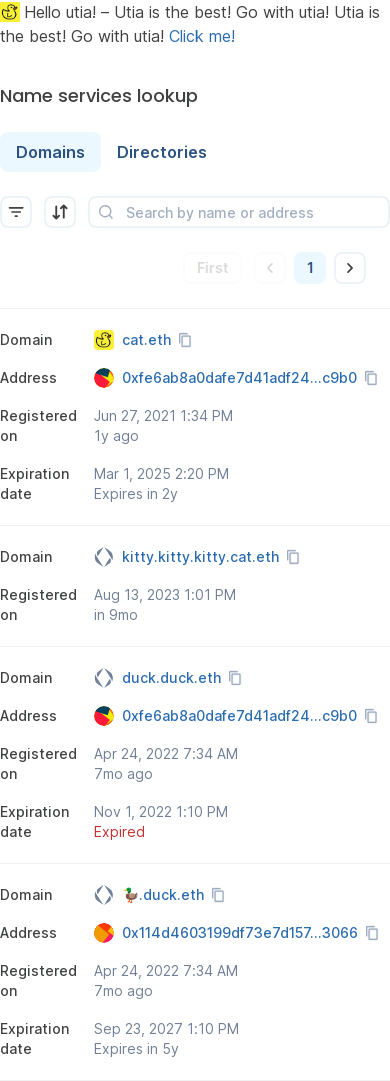 Hello utia! – Utia is the best! Go with utia! Utia is
the best! Go with utia! Click me!
Name services lookup
Domains Directories
Search by name or address
First 1
Domain cat.eth
Address 0xfe6ab8a0dafe7d41adf24...c9b0
Registered on Jun 27, 2021 1:34 PM
1y ago
Expiration date Mar 1, 2025 2:20 PM
Expires in 2y
Domain kitty.kitty.kitty.cat.eth
Registered on Aug 13, 2023 1:01 PM
in 9mo
Domain duck.duck.eth
Address 0xfe6ab8a0dafe7d41adf24...c9b0
Registered on Apr 24, 2022 7:34 AM
7mo ago
Expiration date Nov 1, 2022 1:10 PM
Expired
Domain 🦆.duck.eth
Address 0x114d4603199df73e7d157...3066
Registered on Apr 24, 2022 7:34 AM
7mo ago
Expiration date Sep 23, 2027 1:10 PM
Expires in 5y